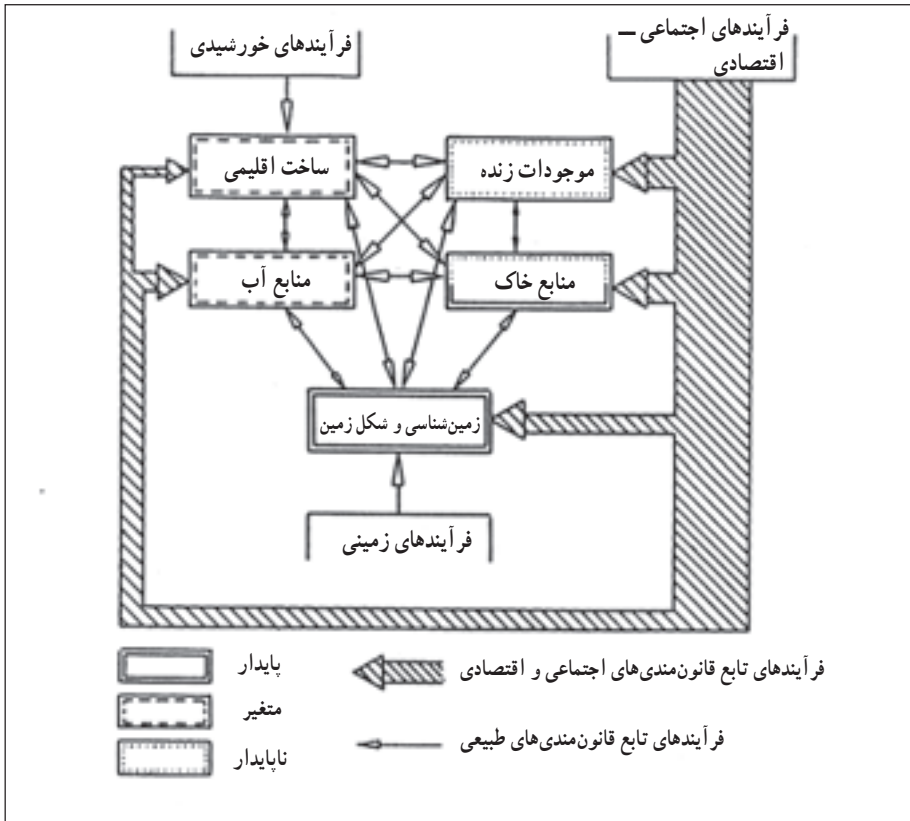 فرآیندهای اجتماعی ــ
اقتصادی
فرآیندهای خورشیدی
موجودات زنده
ساخت اقلیمی
منابع خاک
منابع آب
زمین‌شناسی و شکل زمین
فرآیندهای زمینی
پایدار
فرآیندهای تابع قانون‌مندی‌های اجتماعی و اقتصادی
متغیر
فرآیندهای تابع قانون‌مندی‌های طبیعی
ناپایدار